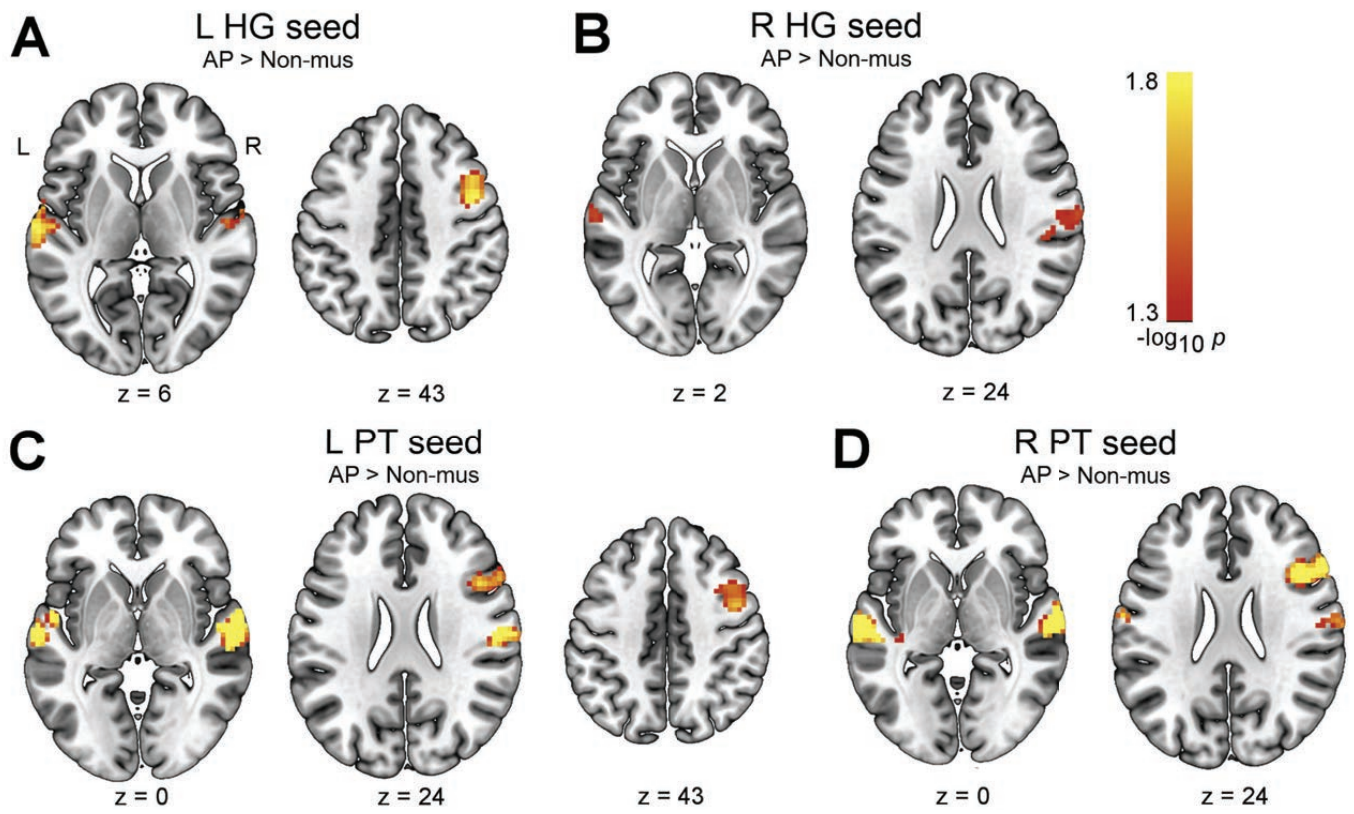 A
L HG seed
AP > Non-mus
L
R
z = 6
z = 43
B
R HG seed
AP > Non-mus
z = 2
z = 24
1.8
1.3
-log10 p
C
L PT seed
AP > Non-mus
z = 0
z = 24
z = 43
D
R PT seed
AP > Non-mus
z = 0
z = 24